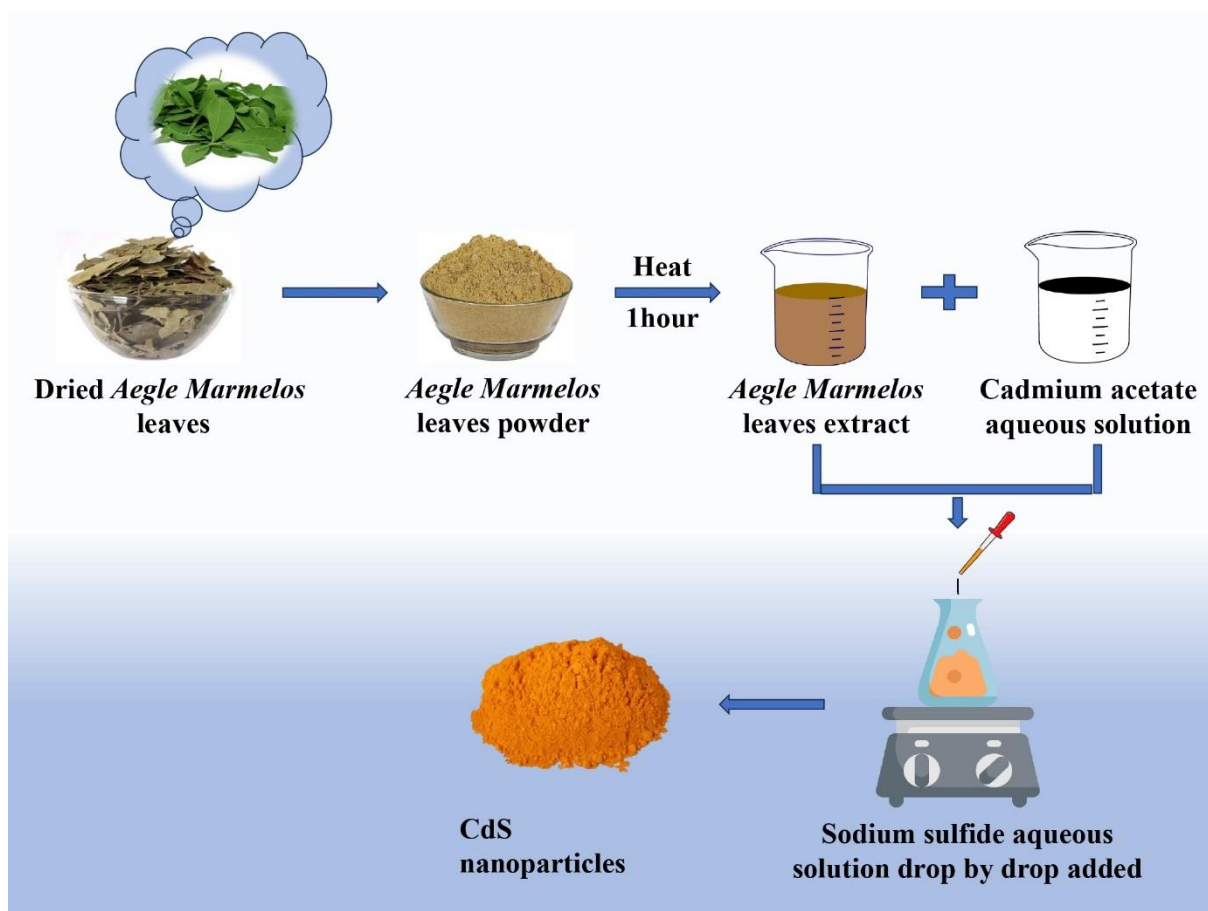 Heat
1hour
Dried Aegle Marmelos
leaves
Aegle Marmelos
leaves powder
Aegle Marmelos
leaves extract
Cadmium acetate
aqueous solution
CdS
nanoparticles
Sodium sulfide aqueous
solution drop by drop added